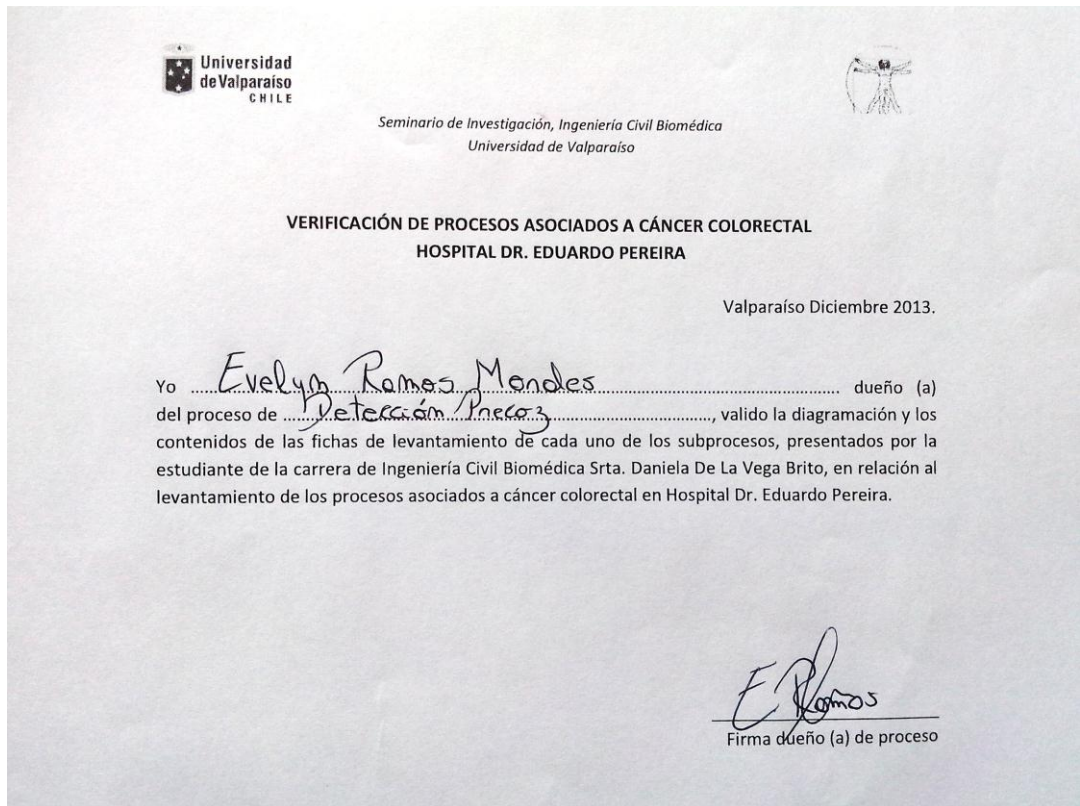 Universidad
de Valparaíso
CHILE
Seminario de Investigación, Ingeniería Civil Biomédica
Universidad de Valparaíso
VERIFICACIÓN DE PROCESOS ASOCIADOS A CÁNCER COLORECTAL
HOSPITAL DR. EDUARDO PEREIRA
Valparaíso Diciembre 2013.
Yo ..... Evelyn Ramos Mondes ..... dueño (a)
del proceso de ..... Detección Precoz ....., valido la diagramación y los
contenidos de las fichas de levantamiento de cada uno de los subprocesos, presentados por la
estudiante de la carrera de Ingeniería Civil Biomédica Srta. Daniela De La Vega Brito, en relación al
levantamiento de los procesos asociados a cáncer colorectal en Hospital Dr. Eduardo Pereira.
E Ramos
Firma dueño (a) de proceso